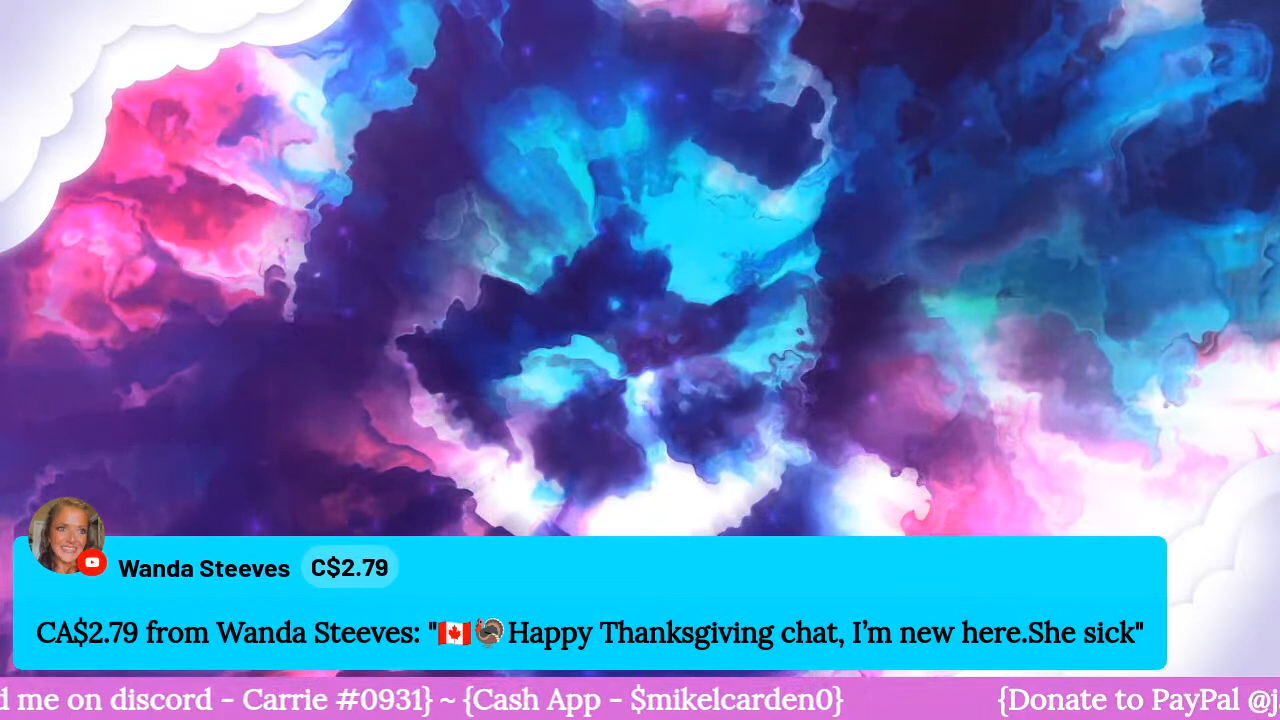 Wanda Steeves C$2.79
CA$2.79 from Wanda Steeves: "🇨🇦🦃Happy Thanksgiving chat, I’m new here.She sick"
d me on discord - Carrie #0931} ~ {Cash App - $mikelcarden0} {Donate to PayPal @j